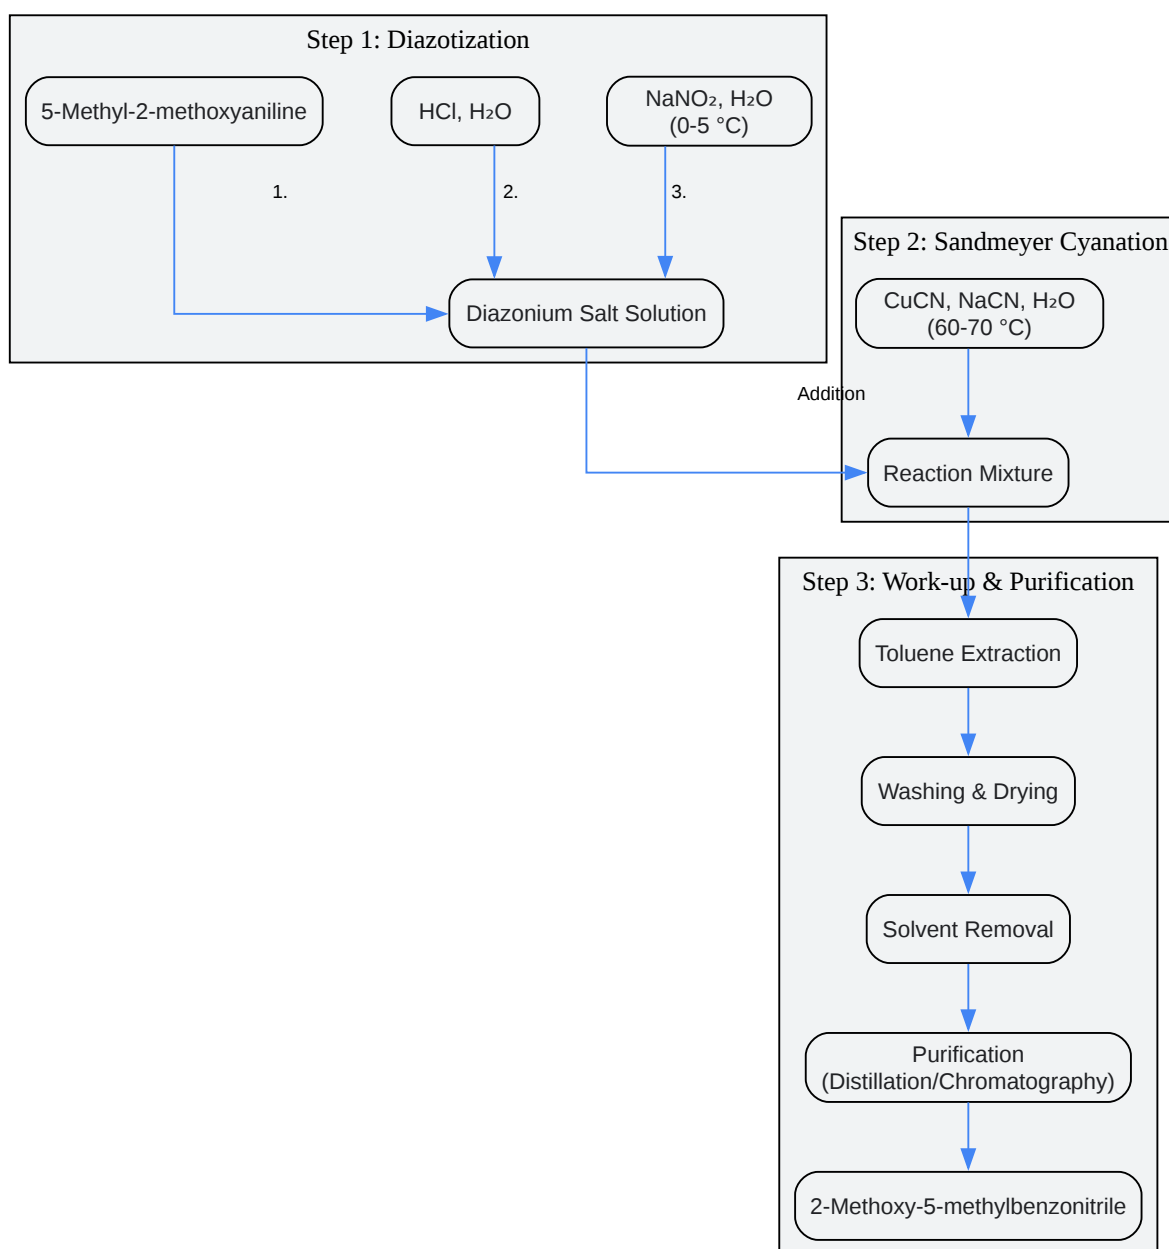 Step 1: Diazotization
5-Methyl-2-methoxyaniline
HCl, H₂O
NaNO₂, H₂O
(0-5 °C)
1.
2.
3.
Diazonium Salt Solution
Step 2: Sandmeyer Cyanation
CuCN, NaCN, H₂O
(60-70 °C)
Addition
Reaction Mixture
Step 3: Work-up & Purification
Toluene Extraction
Washing & Drying
Solvent Removal
Purification
(Distillation/Chromatography)
2-Methoxy-5-methylbenzonitrile